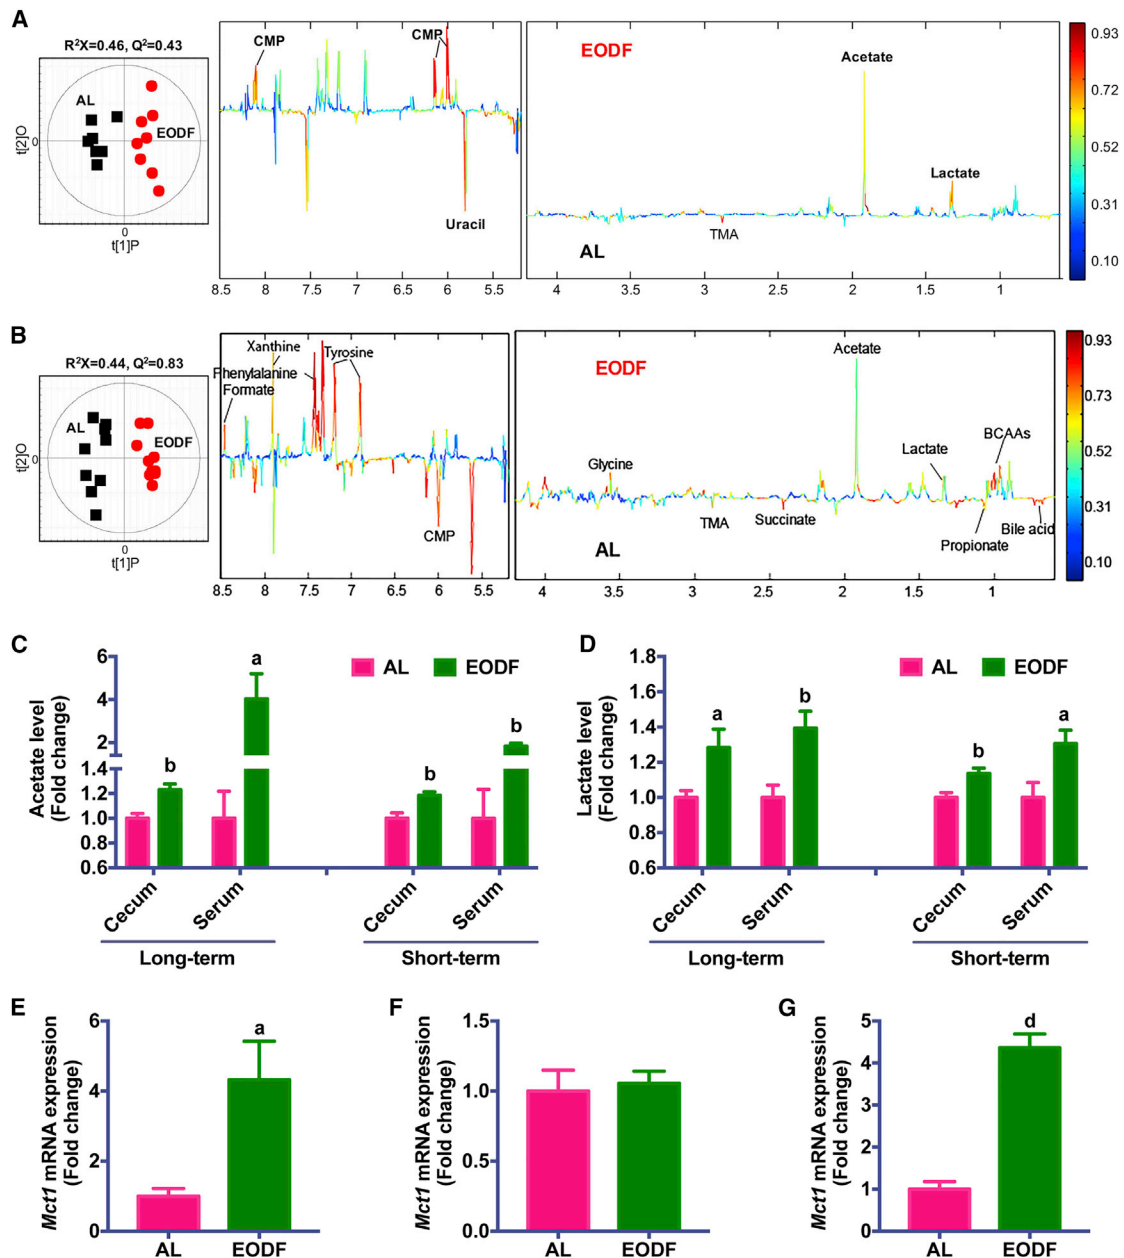 A
R²X=0.46, Q²=0.43
AL
EODF
t[2]O
0
0
t[1]P
CMP
CMP
Uracil
8.5 8 7.5 7 6.5 6 5.5
EODF
Acetate
Lactate
TMA
AL
4 3.5 3 2.5 2 1.5 1
0.93
0.72
0.52
0.31
0.10
B
R²X=0.44, Q²=0.83
AL
EODF
t[2]O
0
0
t[1]P
Xanthine
Tyrosine
Phenylalanine
Formate
CMP
8.5 8 7.5 7 6.5 6 5.5
EODF
Acetate
BCAAs
Lactate
Glycine
TMA
Succinate
Bile acid
Propionate
AL
4 3.5 3 2.5 2 1.5 1
0.93
0.73
0.52
0.31
0.10
C
Acetate level
(Fold change)
6
4
2
1.4
1.2
1.0
0.8
0.6
AL EODF
a
b
b
b
Cecum Serum Cecum Serum
Long-term Short-term
D
Lactate level
(Fold change)
1.8
1.6
1.4
1.2
1.0
0.8
0.6
AL EODF
a
b
b
a
Cecum Serum Cecum Serum
Long-term Short-term
E
Mct1 mRNA expression
(Fold change)
6
4
2
0
a
AL EODF
F
Mct1 mRNA expression
(Fold change)
1.5
1.0
0.5
0.0
AL EODF
G
Mct1 mRNA expression
(Fold change)
5
4
3
2
1
0
d
AL EODF